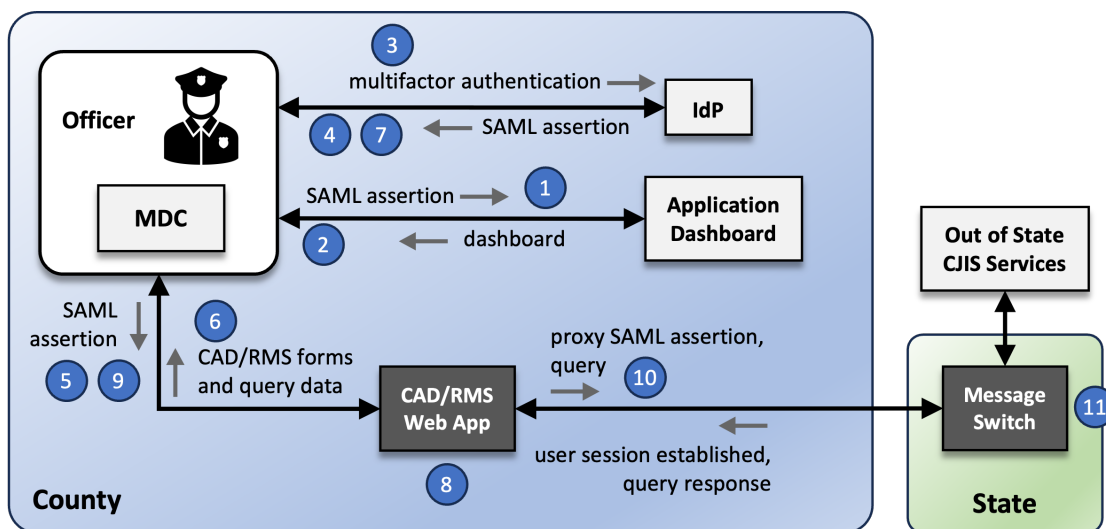 3
multifactor authentication
Officer
IdP
4
7
SAML assertion
SAML assertion
1
MDC
Application
Dashboard
2
dashboard
Out of State
CJIS Services
SAML
assertion
6
5
9
CAD/RMS forms
and query data
proxy SAML assertion,
query
10
CAD/RMS
Web App
Message
Switch
11
8
user session established,
query response
County
State